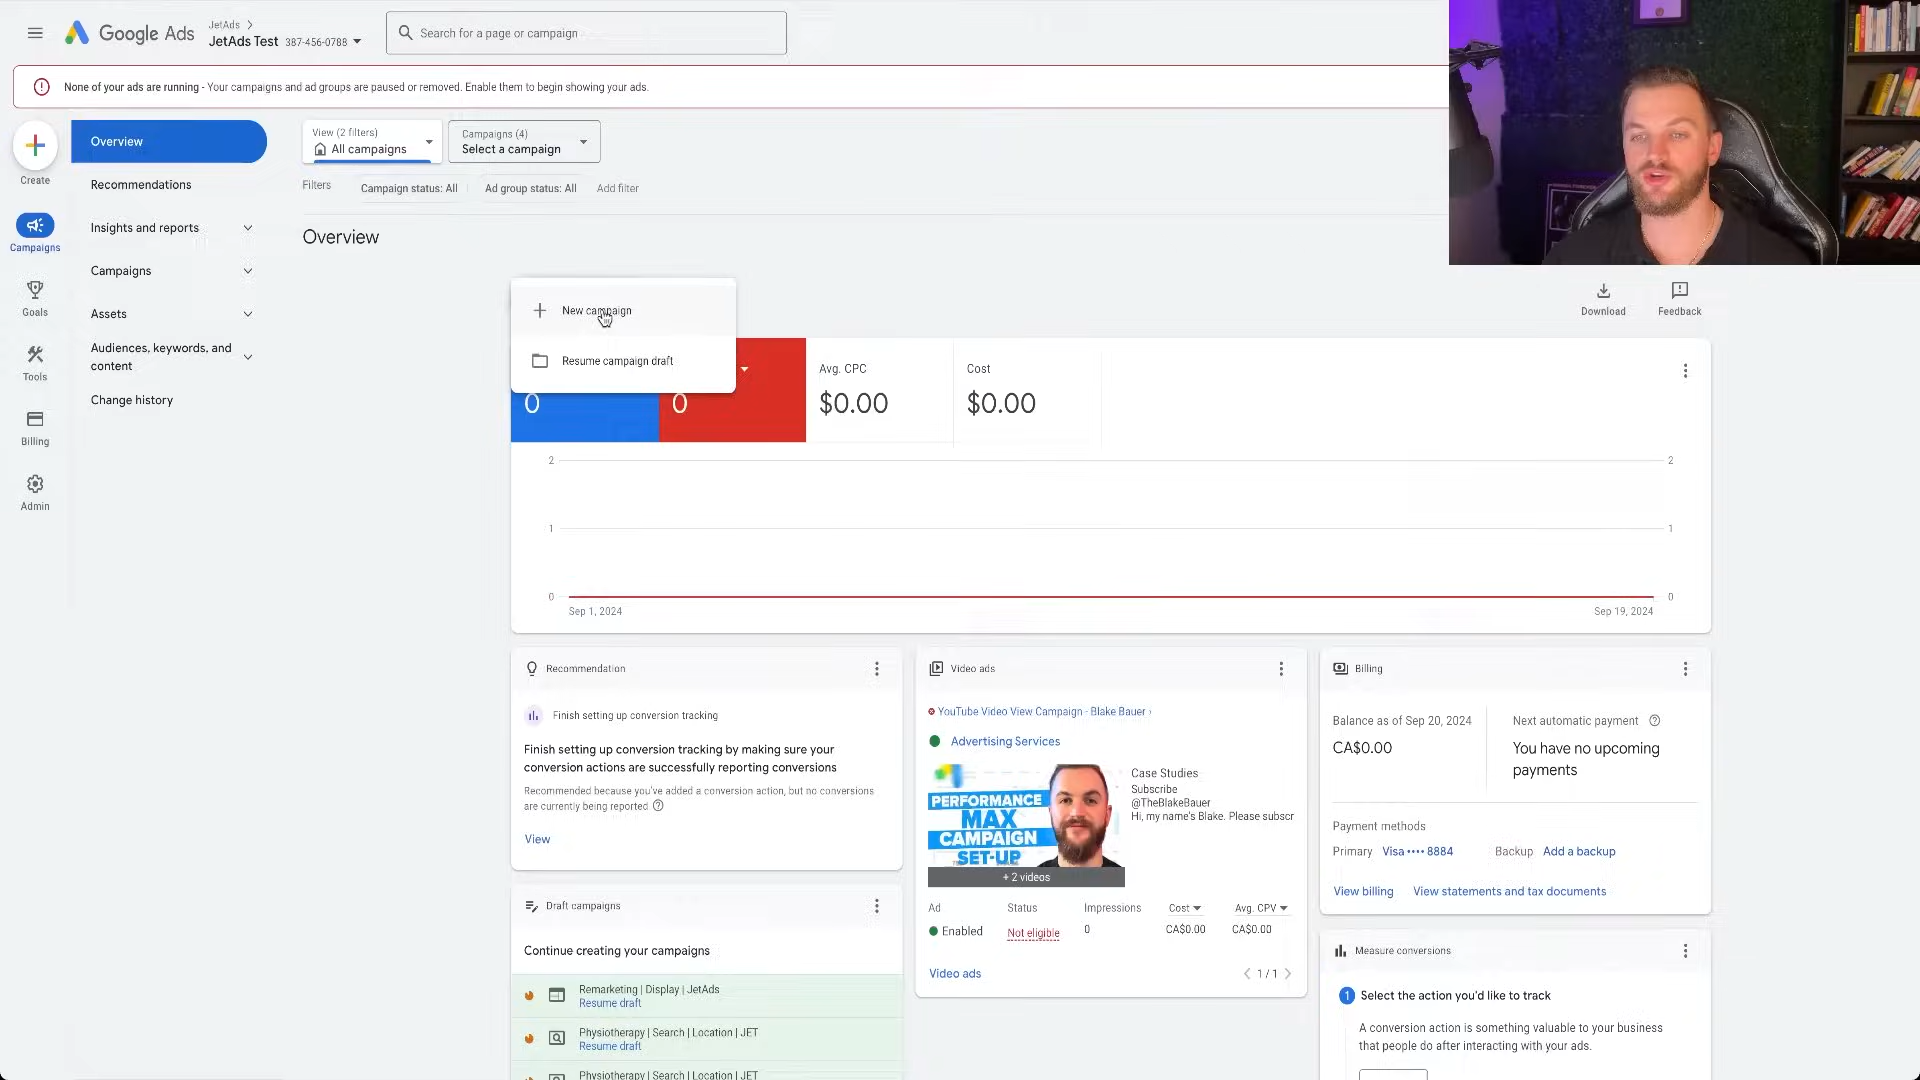 JetAds
Google Ads
JetAds Test 387-456-0788
Search for a page or campaign
None of your ads are running - Your campaigns and ad groups are paused or removed. Enable them to begin showing your ads.
Create
Campaigns
Goals
Tools
Billing
Admin
Overview
Recommendations
Insights and reports
Campaigns
Assets
Audiences, keywords, and
content
Change history
View (2 filters)
All campaigns
Campaigns (4)
Select a campaign
Filters
Campaign status: All
Ad group status: All
Add filter
Overview
New campaign
Resume campaign draft
Download
Feedback
0
0
Avg. CPC
$0.00
Cost
$0.00
2
2
1
1
0
0
Sep 1, 2024
Sep 19, 2024
Recommendation
Finish setting up conversion tracking
Finish setting up conversion tracking by making sure your
conversion actions are successfully reporting conversions
Recommended because you've added a conversion action, but no conversions
are currently being reported
View
Draft campaigns
Continue creating your campaigns
Remarketing | Display | JetAds
Resume draft
Physiotherapy | Search | Location | JET
Resume draft
Physiotherapy | Search | Location | JET
Video ads
YouTube Video View Campaign - Blake Bauer
Advertising Services
PERFORMANCE
MAX
CAMPAIGN
SET-UP
+ 2 videos
Case Studies
Subscribe
@TheBlakeBauer
Hi, my name's Blake. Please subscr
Ad Status Impressions Cost Avg. CPV
Enabled Not eligible 0 CA$0.00 CA$0.00
Video ads
1 / 1
Billing
Balance as of Sep 20, 2024
CA$0.00
Next automatic payment
You have no upcoming
payments
Payment methods
Primary Visa •••• 8884 Backup Add a backup
View billing View statements and tax documents
Measure conversions
1 Select the action you'd like to track
A conversion action is something valuable to your business
that people do after interacting with your ads.